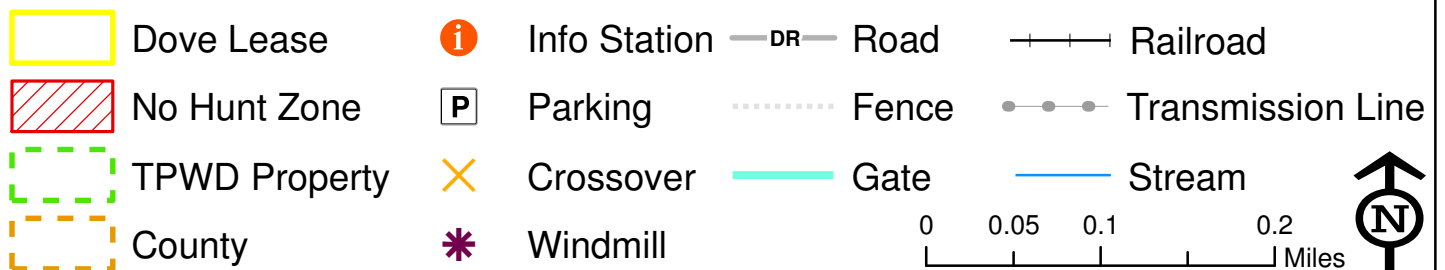 Dove Lease i Info Station DR Road Railroad
No Hunt Zone P Parking Fence Transmission Line
TPWD Property Crossover Gate Stream
County Windmill
0 0.05 0.1 0.2
Miles
N